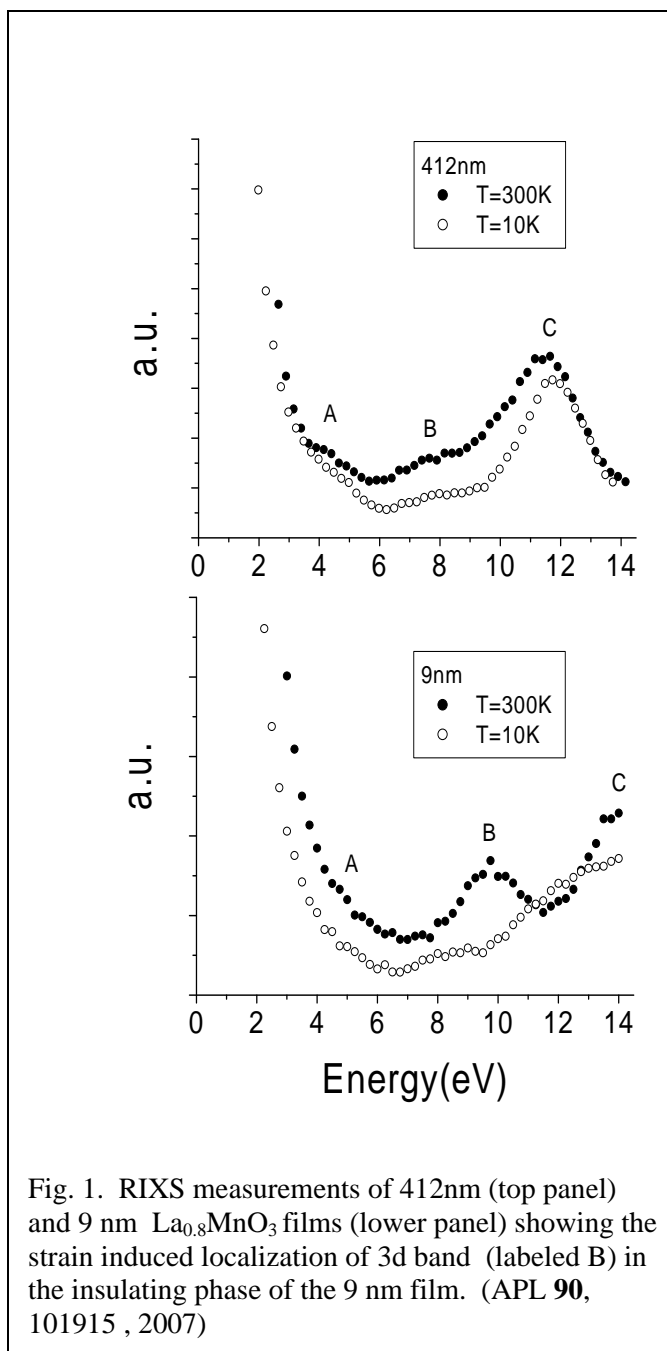 412nm
T=300K
T=10K
A
B
C
a.u.
0 2 4 6 8 10 12 14
9nm
T=300K
T=10K
A
B
C
a.u.
0 2 4 6 8 10 12 14
Energy(eV)
Fig. 1. RIXS measurements of 412nm (top panel)
and 9 nm La0.8MnO3 films (lower panel) showing the
strain induced localization of 3d band (labeled B) in
the insulating phase of the 9 nm film. (APL 90,
101915 , 2007)